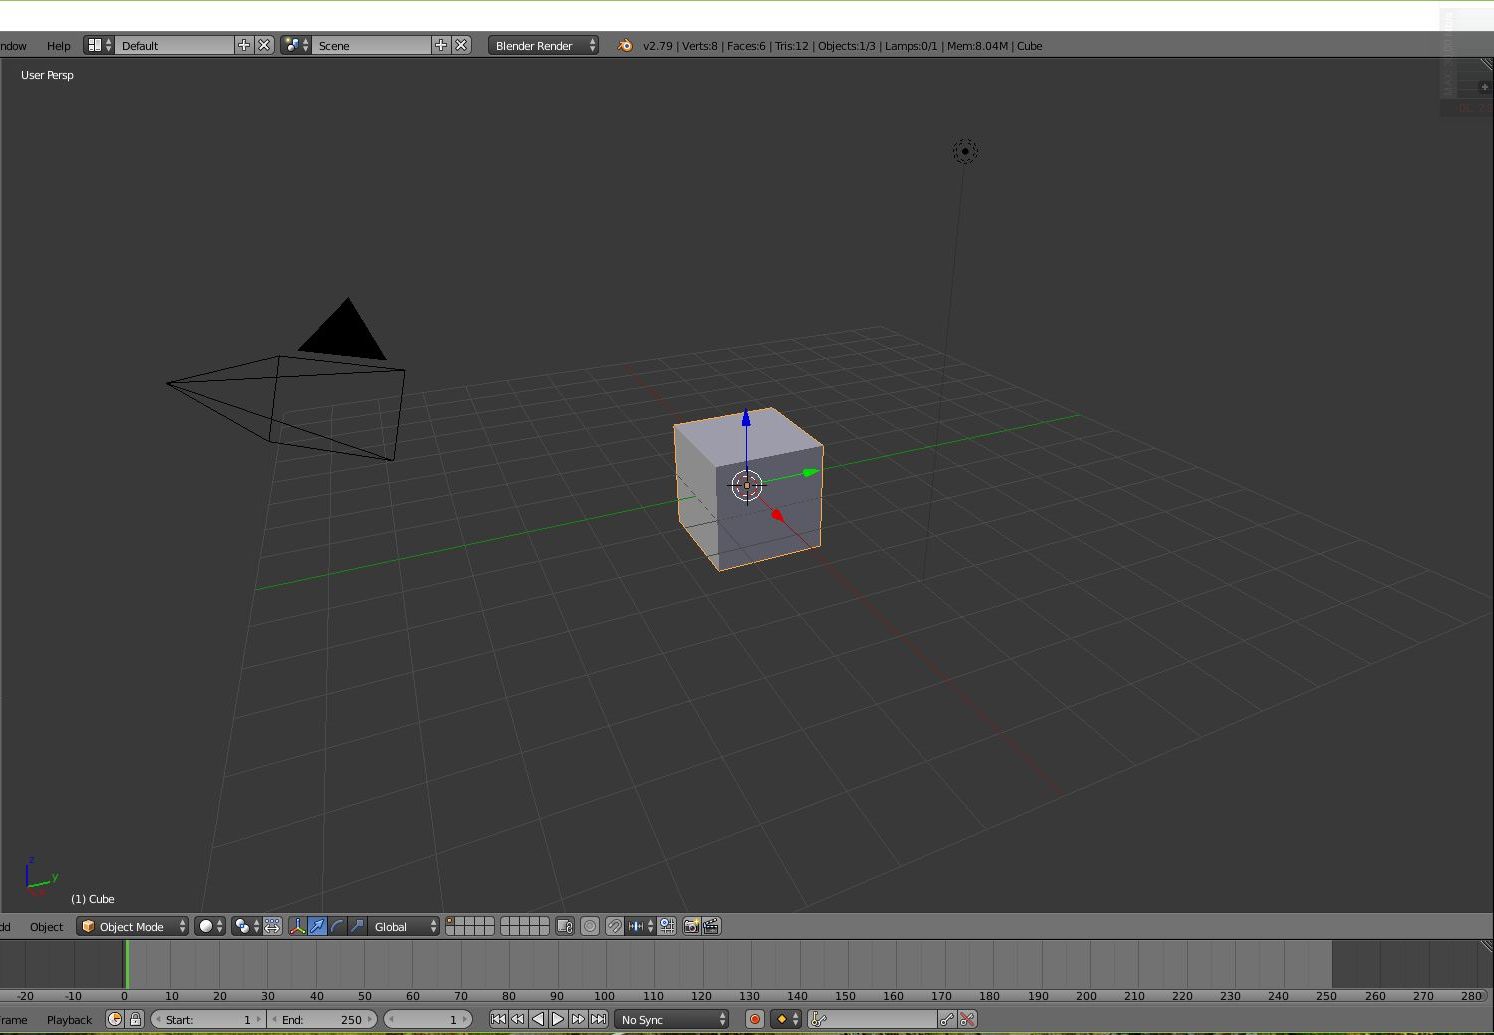 ndow Help Default Scene Blender Render v2.79 | Verts:8 | Faces:6 | Tris:12 | Objects:1/3 | Lamps:0/1 | Mem:8.04M | Cube
User Persp
z
y
(1) Cube
dd Object Object Mode Global
-20 -10 0 10 20 30 40 50 60 70 80 90 100 110 120 130 140 150 160 170 180 190 200 210 220 230 240 250 260 270 280
rame Playback Start: 1 End: 250 1 No Sync